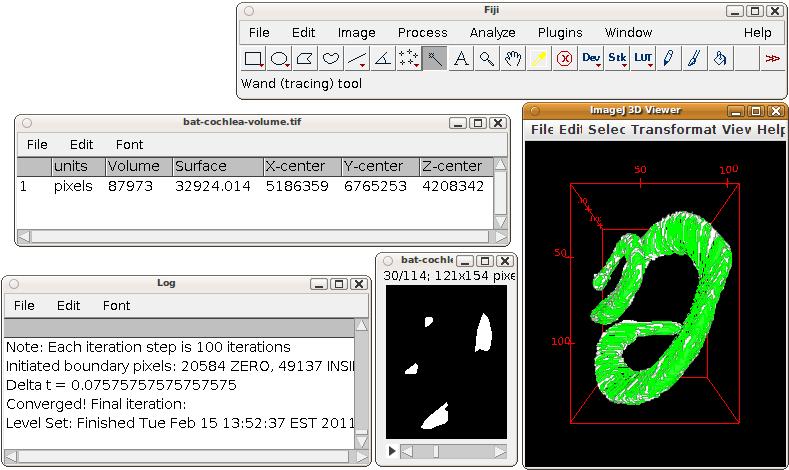 Fiji
File Edit Image Process Analyze Plugins Window Help
Dev Stk LUT >>
Wand (tracing) tool
bat-cochlea-volume.tif
File Edit Font
units Volume Surface X-center Y-center Z-center
1 pixels 87973 32924.014 5186359 6765253 4208342
ImageJ 3D Viewer
File Edit Selec Transformat View Help
50 100
50
100
Log
File Edit Font
Note: Each iteration step is 100 iterations
Initiated boundary pixels: 20584 ZERO, 49137 INSI
Delta t = 0.07575757575757575
Converged! Final iteration:
Level Set: Finished Tue Feb 15 13:52:37 EST 2011
bat-cochle
30/114; 121x154 pixe